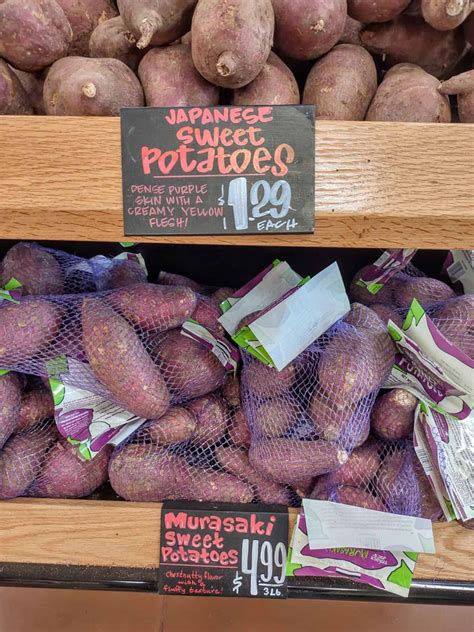 JAPANESE
SWEET
POTATOES
DENSE PURPLE
SKIN WITH A
CREAMY YELLOW
FLESH!
$1.29
EACH
Murasaki
Sweet
Potatoes
chestnutty flavor
fluffy texture!
$4.99
3 LB.
MURASAKI